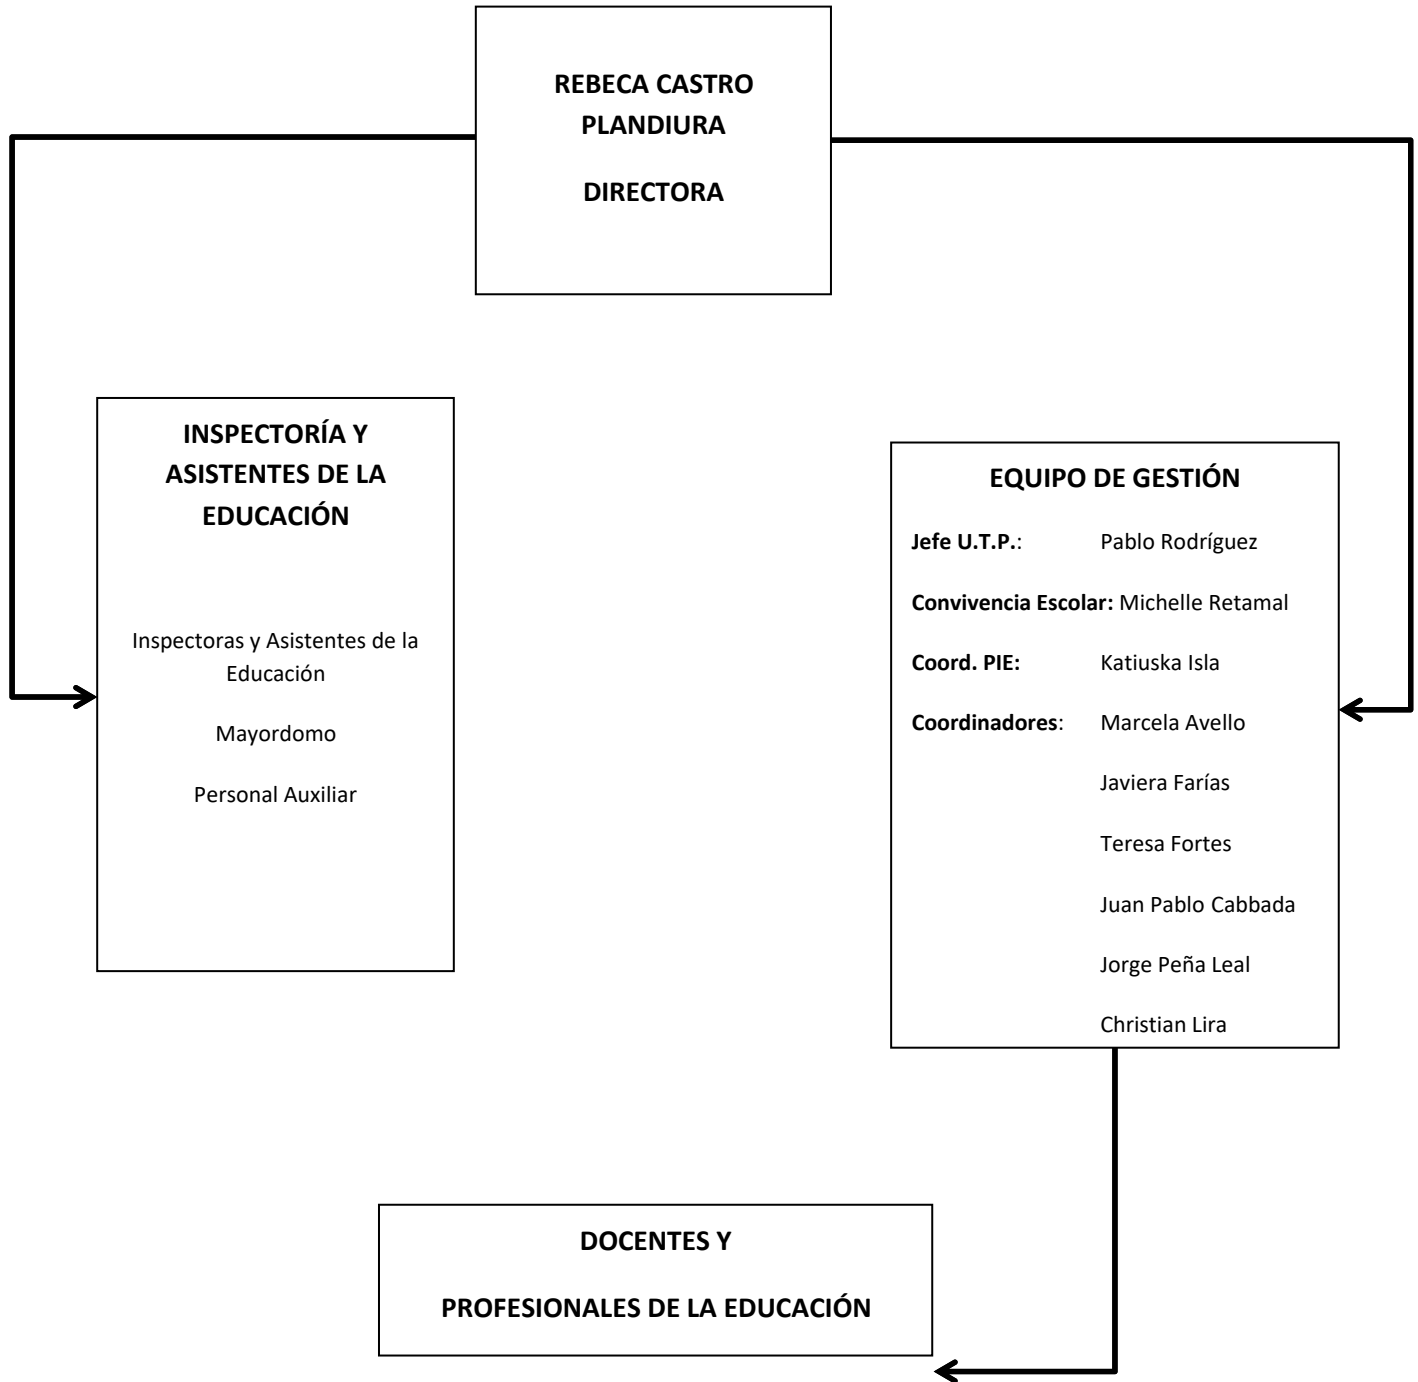 REBECA CASTRO
PLANDIURA
DIRECTORA
INSPECTORÍA Y
ASISTENTES DE LA
EDUCACIÓN
Inspectoras y Asistentes de la
Educación
Mayordomo
Personal Auxiliar
EQUIPO DE GESTIÓN
Jefe U.T.P.: Pablo Rodríguez
Convivencia Escolar: Michelle Retamal
Coord. PIE: Katiuska Isla
Coordinadores: Marcela Avello
Javiera Farías
Teresa Fortes
Juan Pablo Cabbada
Jorge Peña Leal
Christian Lira
DOCENTES Y
PROFESIONALES DE LA EDUCACIÓN